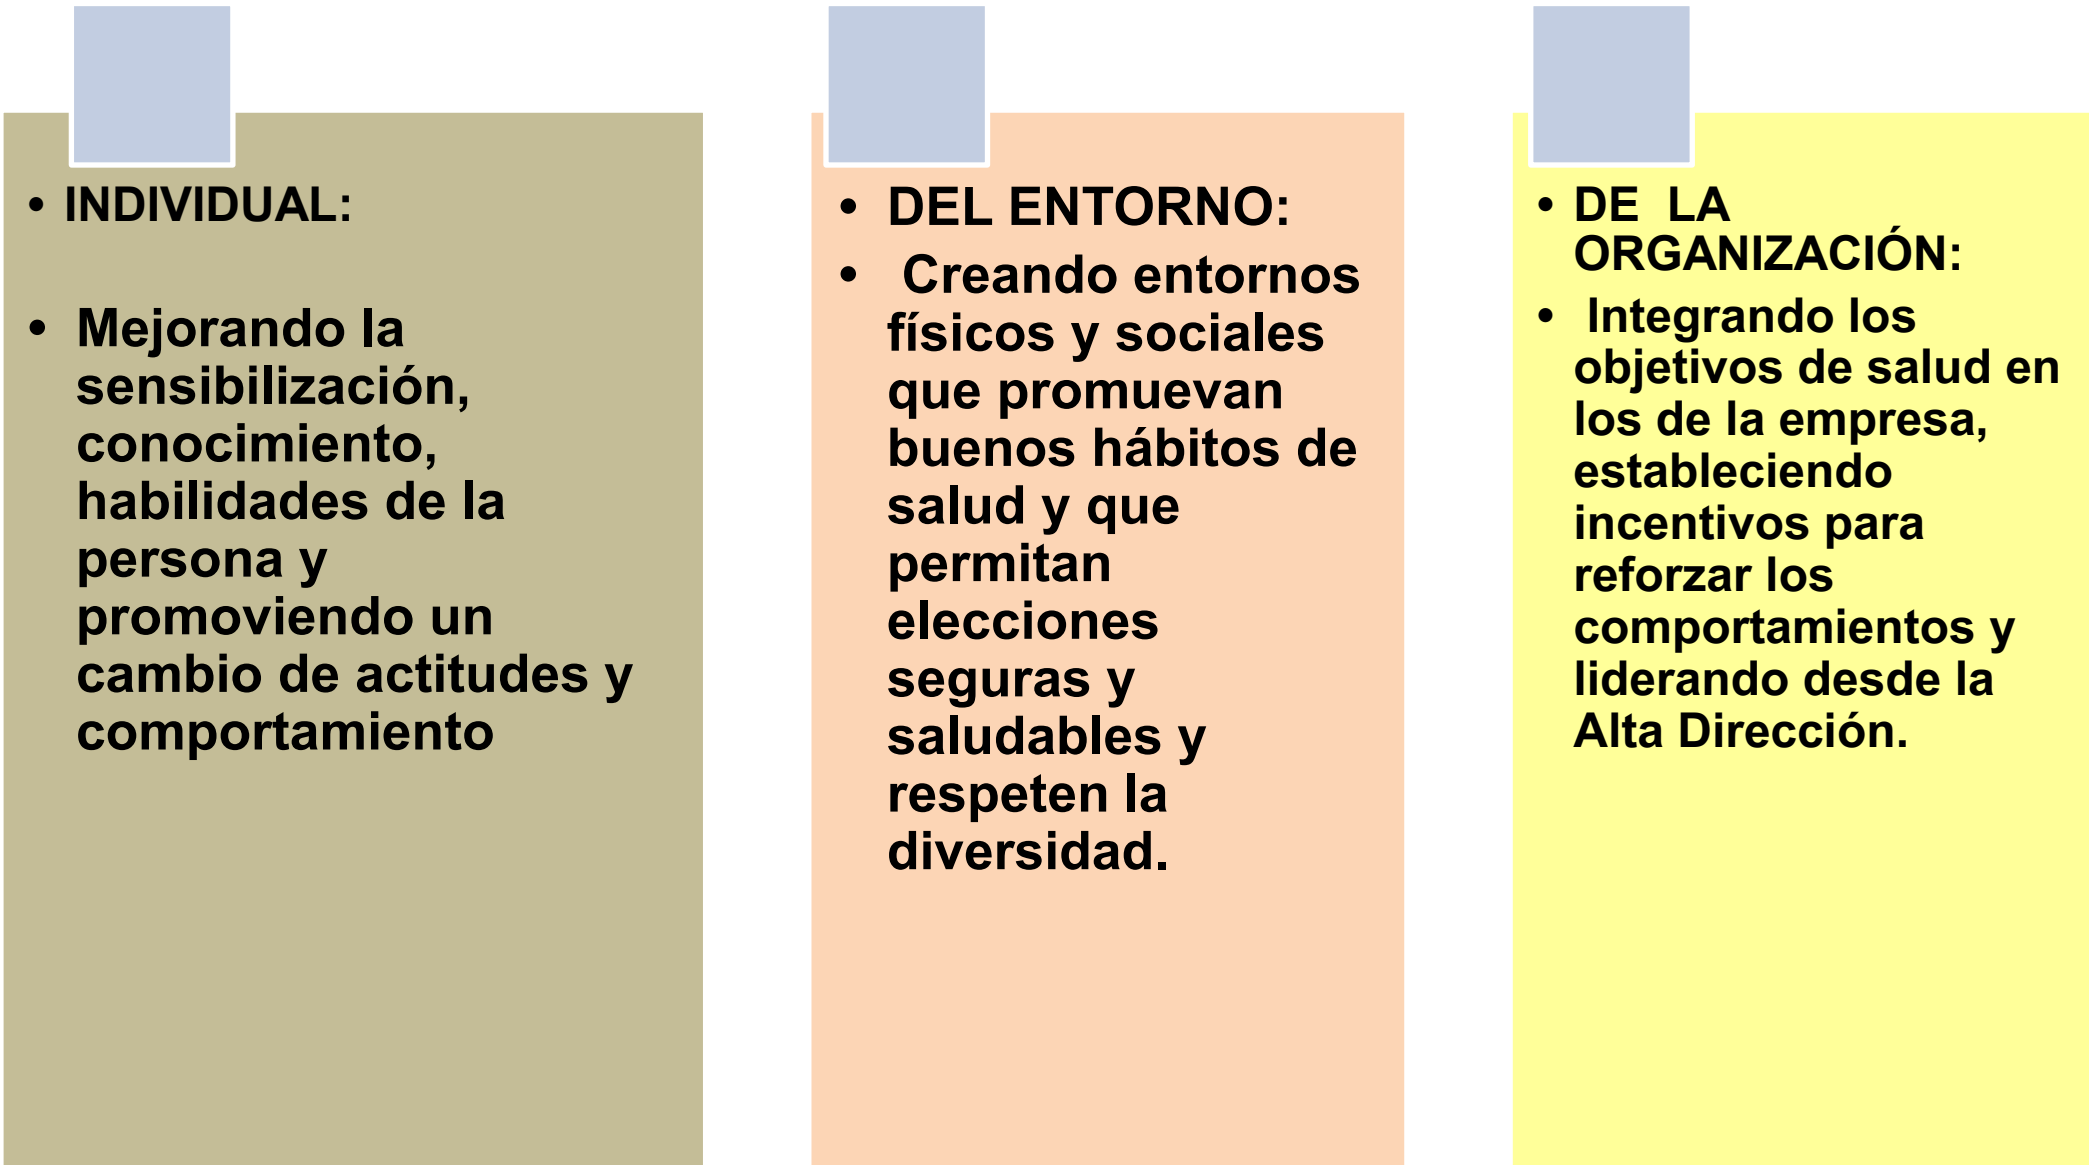 • INDIVIDUAL:
• Mejorando la
sensibilización,
conocimiento,
habilidades de la
persona y
promoviendo un
cambio de actitudes y
comportamiento
• DEL ENTORNO:
• Creando entornos
físicos y sociales
que promuevan
buenos hábitos de
salud y que
permitan
elecciones
seguras y
saludables y
respeten la
diversidad.
• DE LA
ORGANIZACIÓN:
• Integrando los
objetivos de salud en
los de la empresa,
estableciendo
incentivos para
reforzar los
comportamientos y
liderando desde la
Alta Dirección.